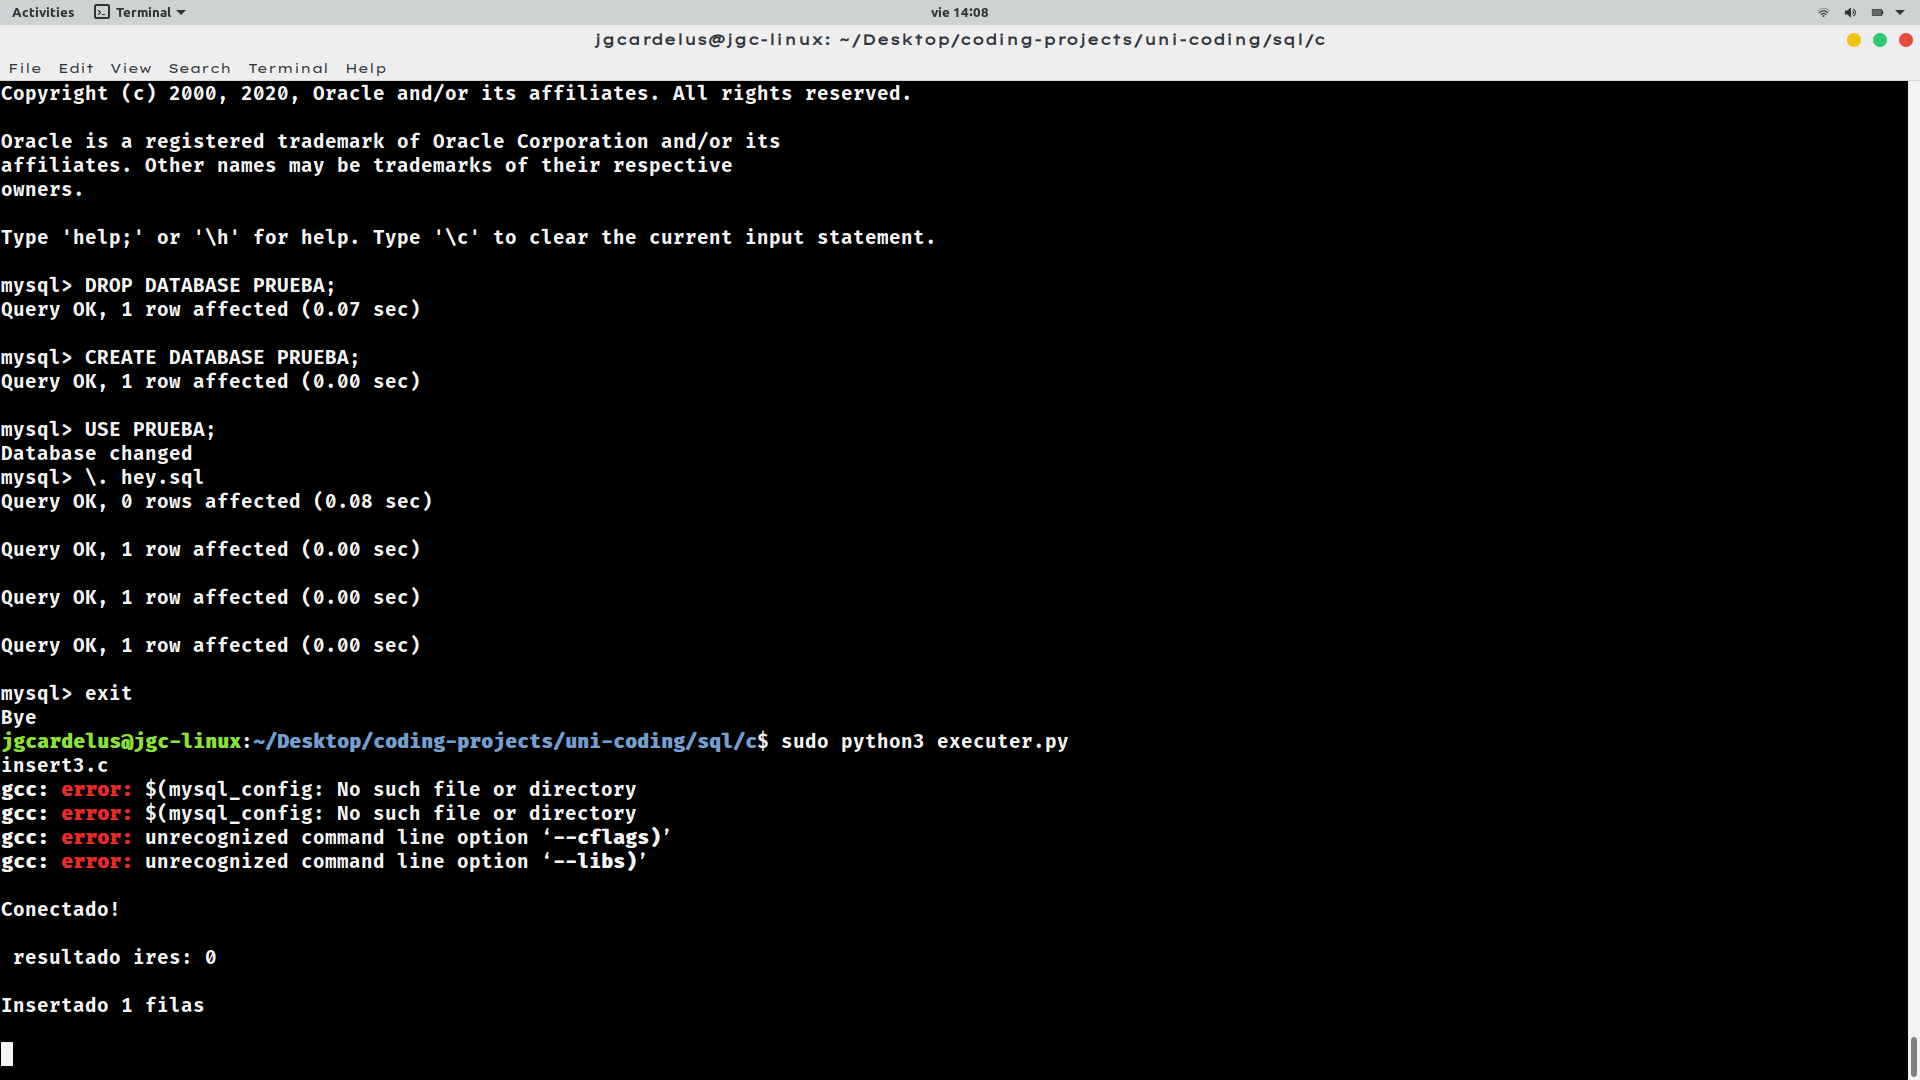 Activities Terminal vie 14:08
jgcardelus@jgc-linux: ~/Desktop/coding-projects/uni-coding/sql/c
File Edit View Search Terminal Help
Copyright (c) 2000, 2020, Oracle and/or its affiliates. All rights reserved.
Oracle is a registered trademark of Oracle Corporation and/or its
affiliates. Other names may be trademarks of their respective
owners.
Type 'help;' or '\h' for help. Type '\c' to clear the current input statement.
mysql> DROP DATABASE PRUEBA;
Query OK, 1 row affected (0.07 sec)
mysql> CREATE DATABASE PRUEBA;
Query OK, 1 row affected (0.00 sec)
mysql> USE PRUEBA;
Database changed
mysql> \. hey.sql
Query OK, 0 rows affected (0.08 sec)
Query OK, 1 row affected (0.00 sec)
Query OK, 1 row affected (0.00 sec)
Query OK, 1 row affected (0.00 sec)
mysql> exit
Bye
jgcardelus@jgc-linux:~/Desktop/coding-projects/uni-coding/sql/c$ sudo python3 executer.py
insert3.c
gcc: error: $(mysql_config: No such file or directory
gcc: error: $(mysql_config: No such file or directory
gcc: error: unrecognized command line option ‘--cflags)’
gcc: error: unrecognized command line option ‘--libs)’
Conectado!
resultado ires: 0
Insertado 1 filas